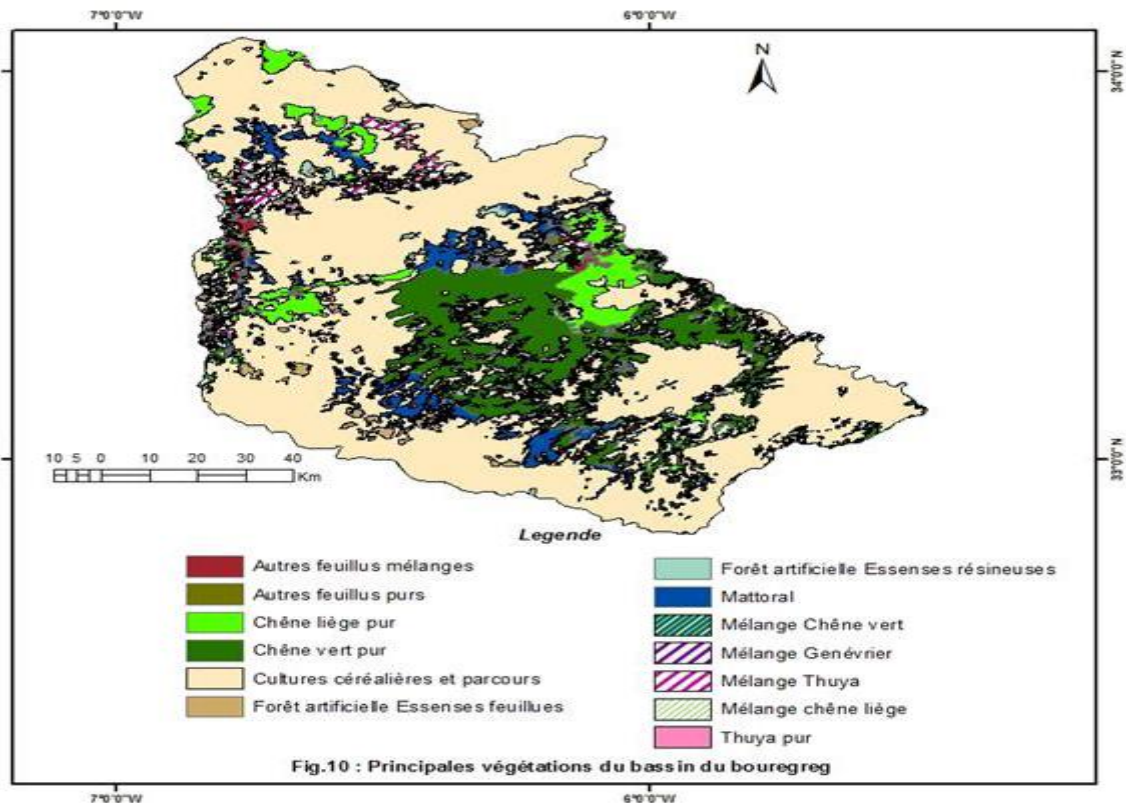 7°0'0"W 6°0'0"W
N
34°0'0"N
33°0'0"N
10 5 0 10 20 30 40
Km
Legende
Autres feuillus mélanges
Autres feuillus purs
Chêne liège pur
Chêne vert pur
Cultures céréalières et parcours
Forêt artificielle Essenses feuillues
Forêt artificielle Essenses résineuses
Mattoral
Mélange Chêne vert
Mélange Genévrier
Mélange Thuya
Mélange chêne liège
Thuya pur
Fig.10 : Principales végétations du bassin du bouregreg
7°0'0"W 6°0'0"W